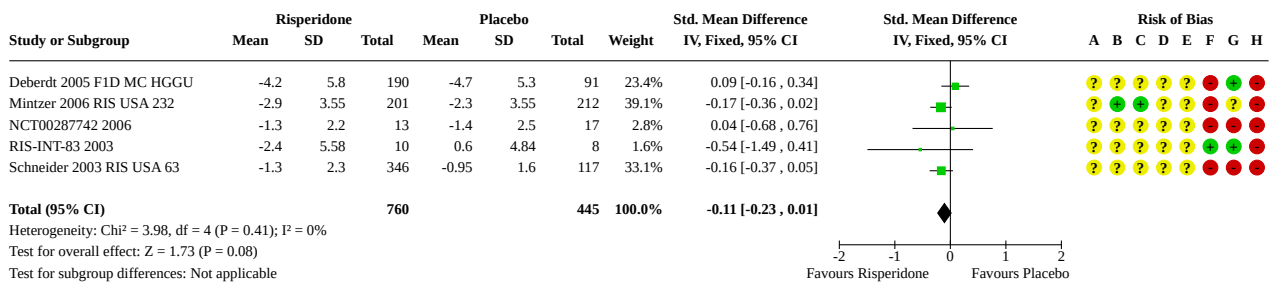 Risperidone Placebo Std. Mean Difference Std. Mean Difference Risk of Bias
Study or Subgroup Mean SD Total Mean SD Total Weight IV, Fixed, 95% CI IV, Fixed, 95% CI A B C D E F G H
Deberdt 2005 F1D MC HGGU -4.2 5.8 190 -4.7 5.3 91 23.4% 0.09 [-0.16 , 0.34] ? ? ? ? ? - + -
Mintzer 2006 RIS USA 232 -2.9 3.55 201 -2.3 3.55 212 39.1% -0.17 [-0.36 , 0.02] ? + + ? ? - ? -
NCT00287742 2006 -1.3 2.2 13 -1.4 2.5 17 2.8% 0.04 [-0.68 , 0.76] ? ? ? ? ? - - -
RIS-INT-83 2003 -2.4 5.58 10 0.6 4.84 8 1.6% -0.54 [-1.49 , 0.41] ? ? ? ? ? + + -
Schneider 2003 RIS USA 63 -1.3 2.3 346 -0.95 1.6 117 33.1% -0.16 [-0.37 , 0.05] ? ? ? ? ? - - -
Total (95% CI) 760 445 100.0% -0.11 [-0.23 , 0.01]
Heterogeneity: Chi² = 3.98, df = 4 (P = 0.41); I² = 0%
Test for overall effect: Z = 1.73 (P = 0.08)
-2 -1 0 1 2
Test for subgroup differences: Not applicable
Favours Risperidone Favours Placebo